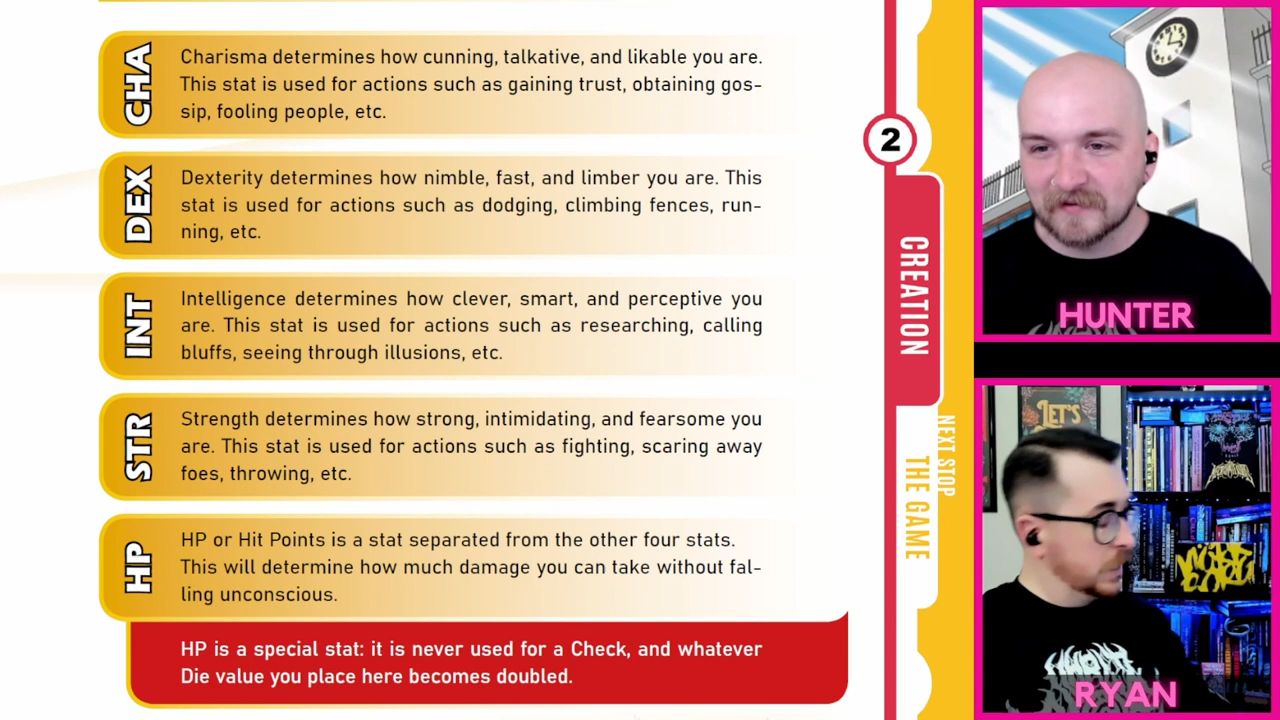 CHA
Charisma determines how cunning, talkative, and likable you are.
This stat is used for actions such as gaining trust, obtaining gos-
sip, fooling people, etc.
DEX
Dexterity determines how nimble, fast, and limber you are. This
stat is used for actions such as dodging, climbing fences, run-
ning, etc.
INT
Intelligence determines how clever, smart, and perceptive you
are. This stat is used for actions such as researching, calling
bluffs, seeing through illusions, etc.
STR
Strength determines how strong, intimidating, and fearsome you
are. This stat is used for actions such as fighting, scaring away
foes, throwing, etc.
HP
HP or Hit Points is a stat separated from the other four stats.
This will determine how much damage you can take without fal-
ling unconscious.
HP is a special stat: it is never used for a Check, and whatever
Die value you place here becomes doubled.
2
CREATION
NEXT STOP
THE GAME
HUNTER
LET'S
RYAN